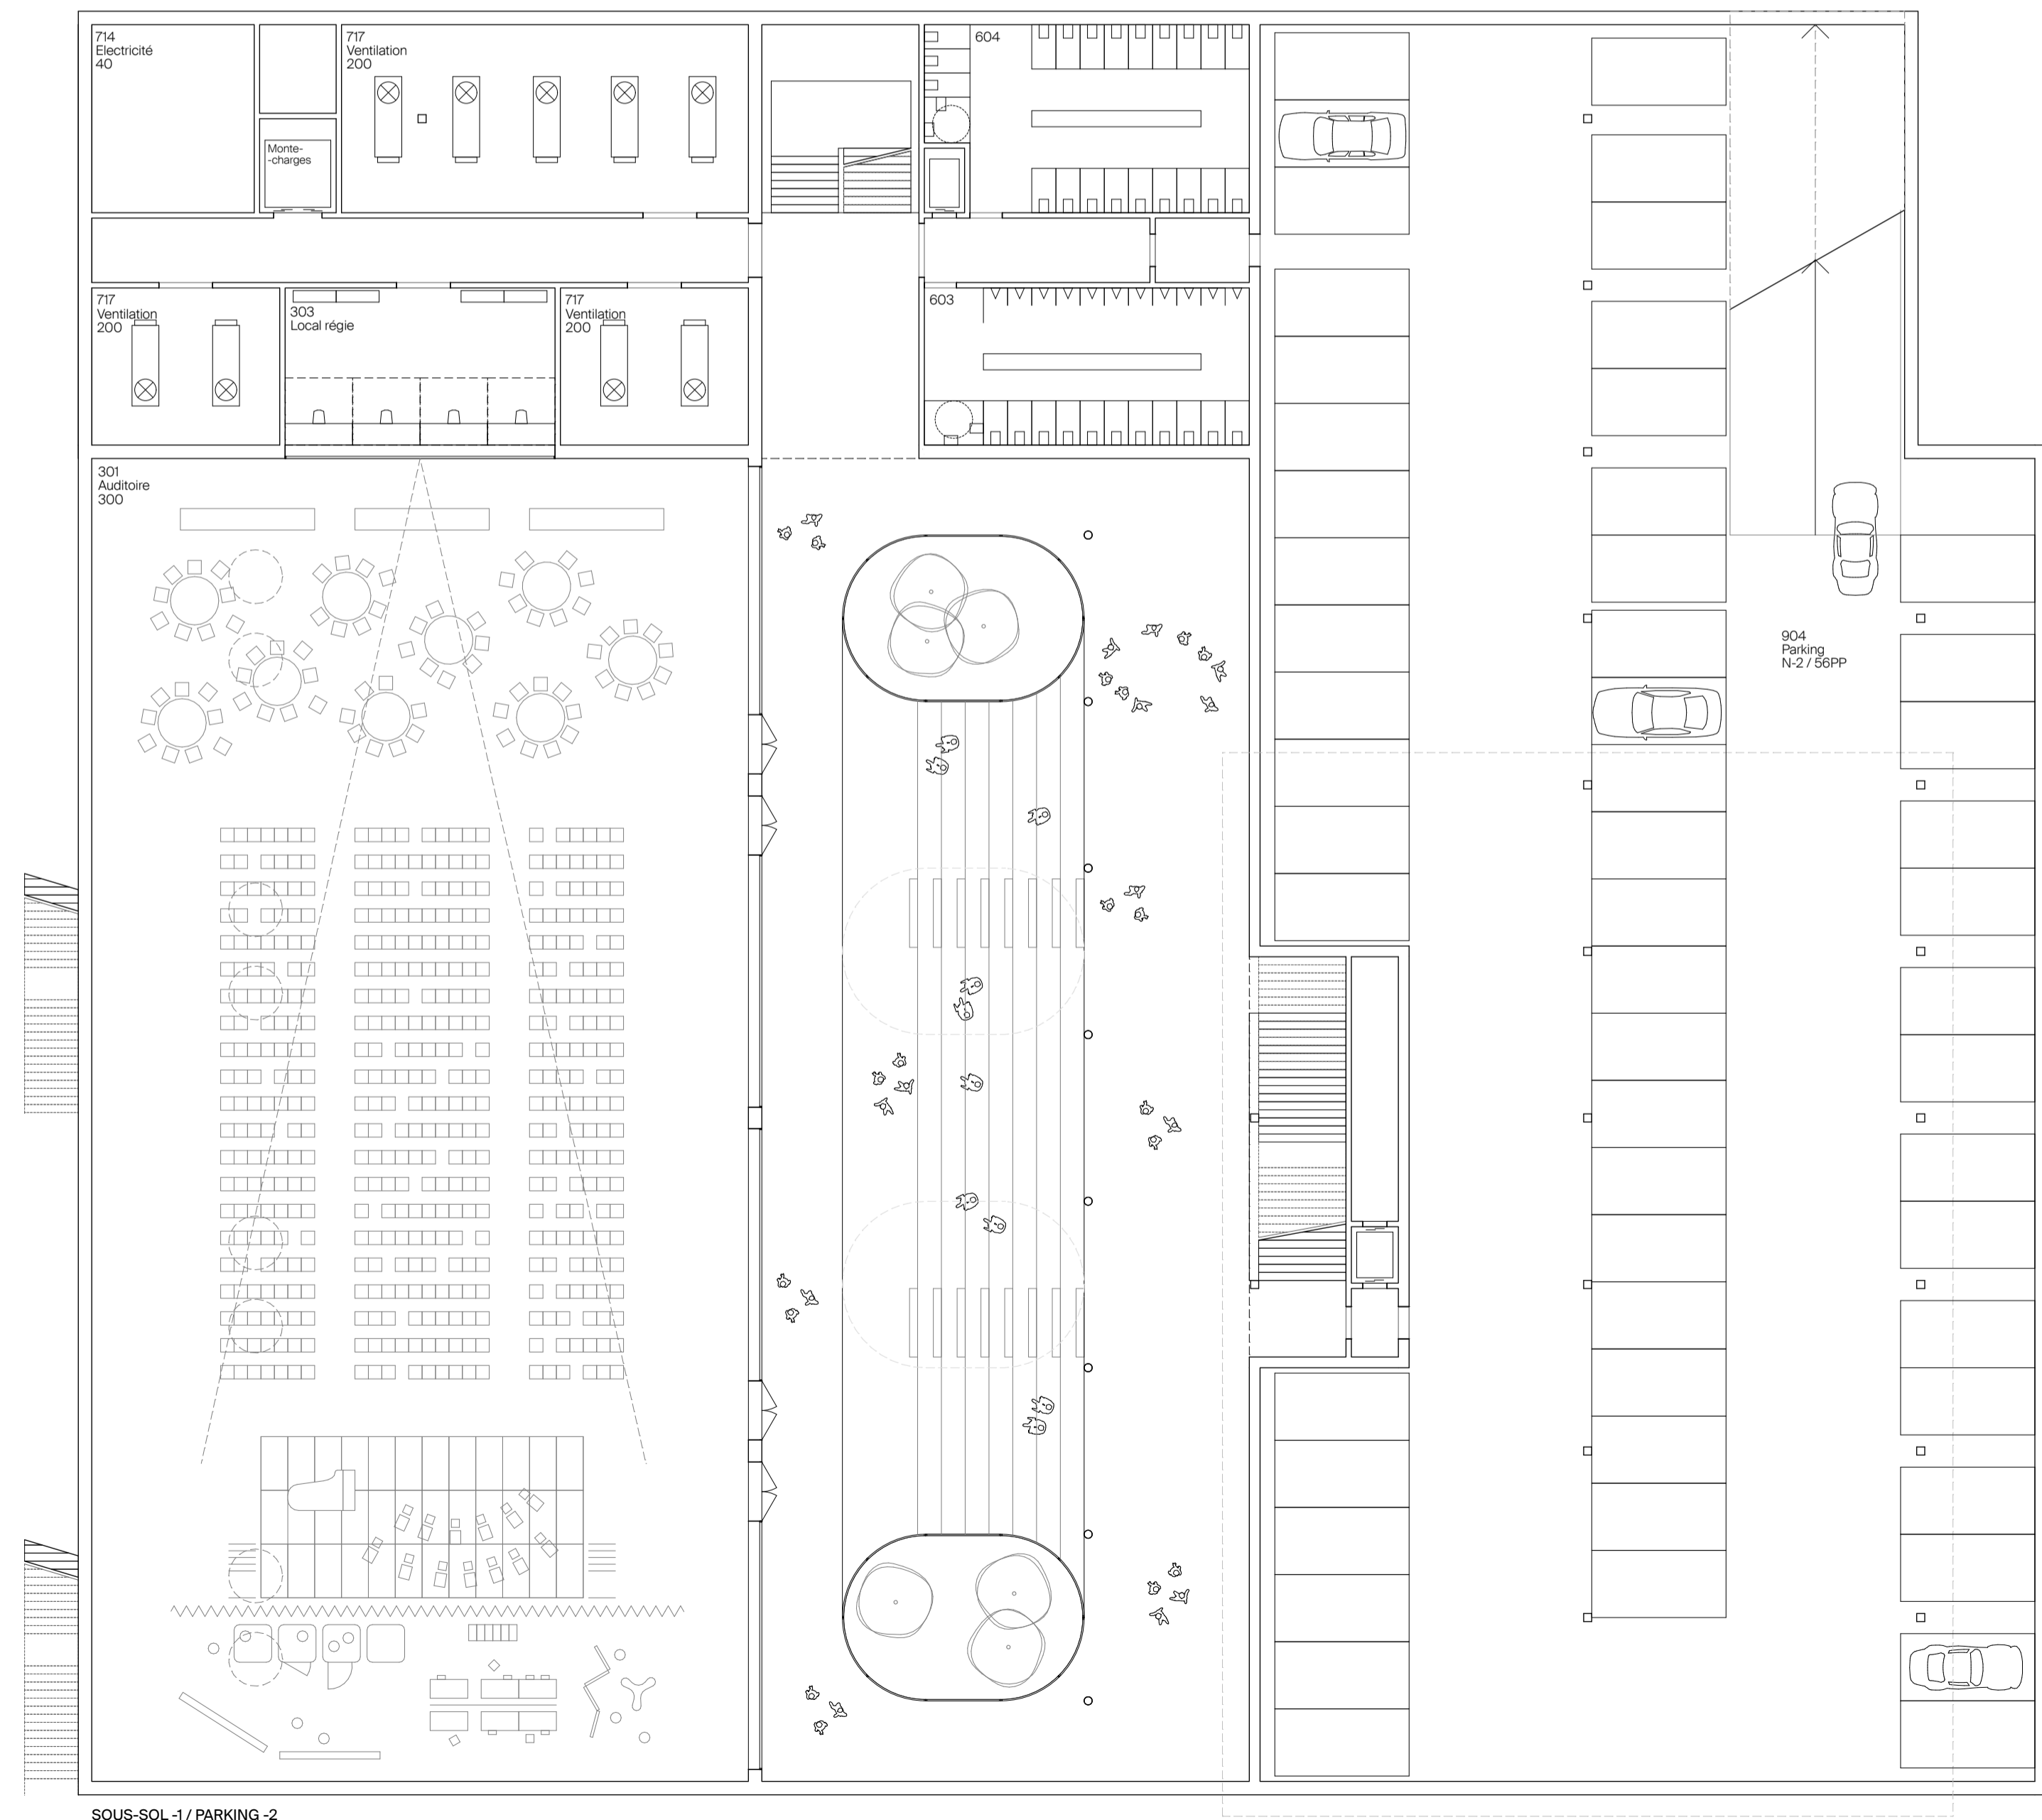 714
Electricité
40
717
Ventilation
200
604
Monte-
-charges
717
Ventilation
200
303
Local régie
717
Ventilation
200
603
301
Auditoire
300
904
Parking
N-2 / 56PP
SOUS-SOL -1 / PARKING -2